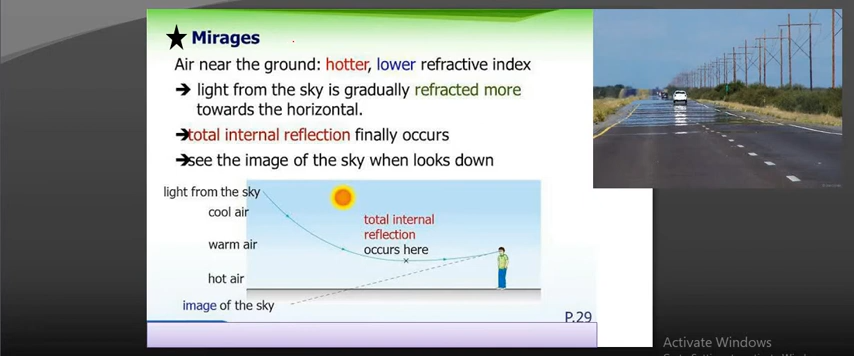 Mirages
Air near the ground: hotter, lower refractive index
➔ light from the sky is gradually refracted more
towards the horizontal.
➔total internal reflection finally occurs
➔see the image of the sky when looks down
light from the sky
cool air
warm air
hot air
image of the sky
total internal
reflection
occurs here
P.29
Activate Windows